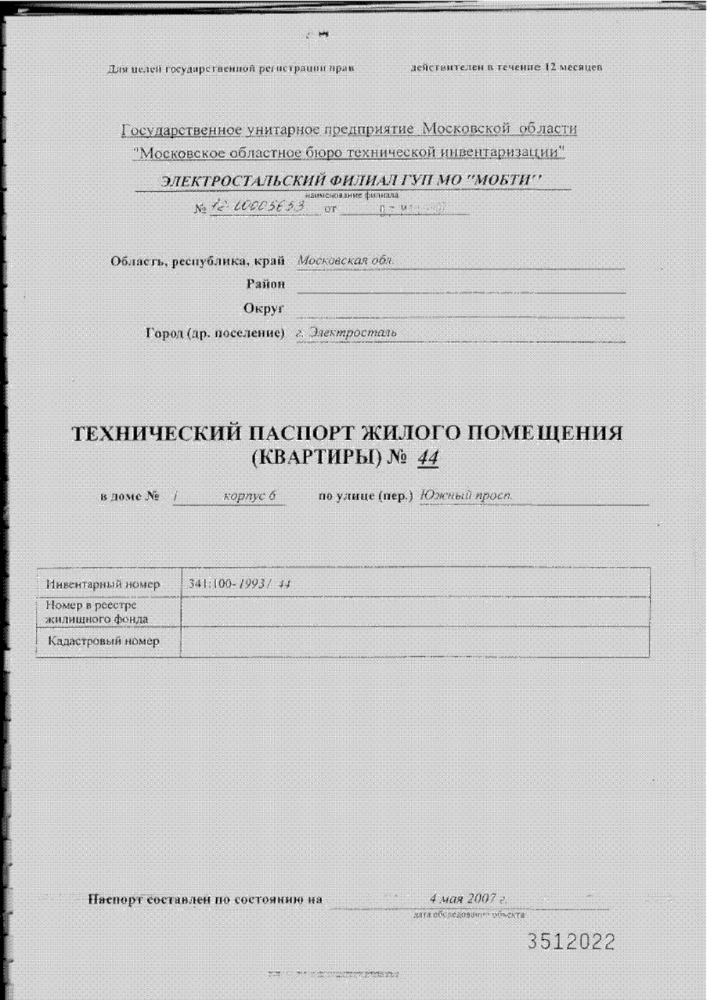 Для целей государственной регистрации прав действителен в течение 12 месяцев
Государственное унитарное предприятие Московской области
"Московское областное бюро технической инвентаризации"
ЭЛЕКТРОСТАЛЬСКИЙ ФИЛИАЛ ГУП МО "МОБТИ"
наименование филиала
№ от
Область, республика, край Московская обл.
Район
Округ
Город (др. поселение) г. Электросталь
ТЕХНИЧЕСКИЙ ПАСПОРТ ЖИЛОГО ПОМЕЩЕНИЯ
(КВАРТИРЫ) № 44
в доме № 1 корпус 6 по улице (пер.) Южный просп.
Инвентарный номер 341:100-1993/ 44
Номер в реестре
жилищного фонда
Кадастровый номер
Паспорт составлен по состоянию на 4 мая 2007 г.
дата обследования объекта
3512022